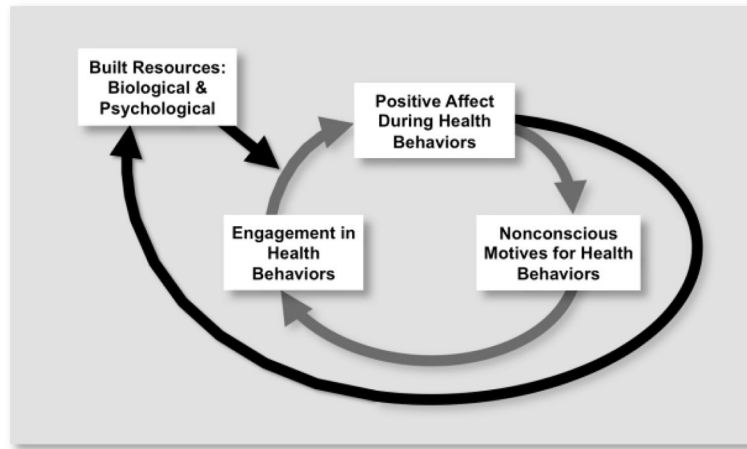 Built Resources:
Biological &
Psychological
Positive Affect
During Health
Behaviors
Engagement in
Health
Behaviors
Nonconscious
Motives for Health
Behaviors